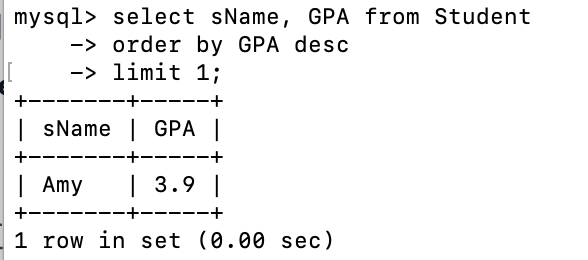 mysql> select sName, GPA from Student
    -> order by GPA desc
[    -> limit 1;
+-------+-----+
| sName | GPA |
+-------+-----+
| Amy   | 3.9 |
+-------+-----+
1 row in set (0.00 sec)